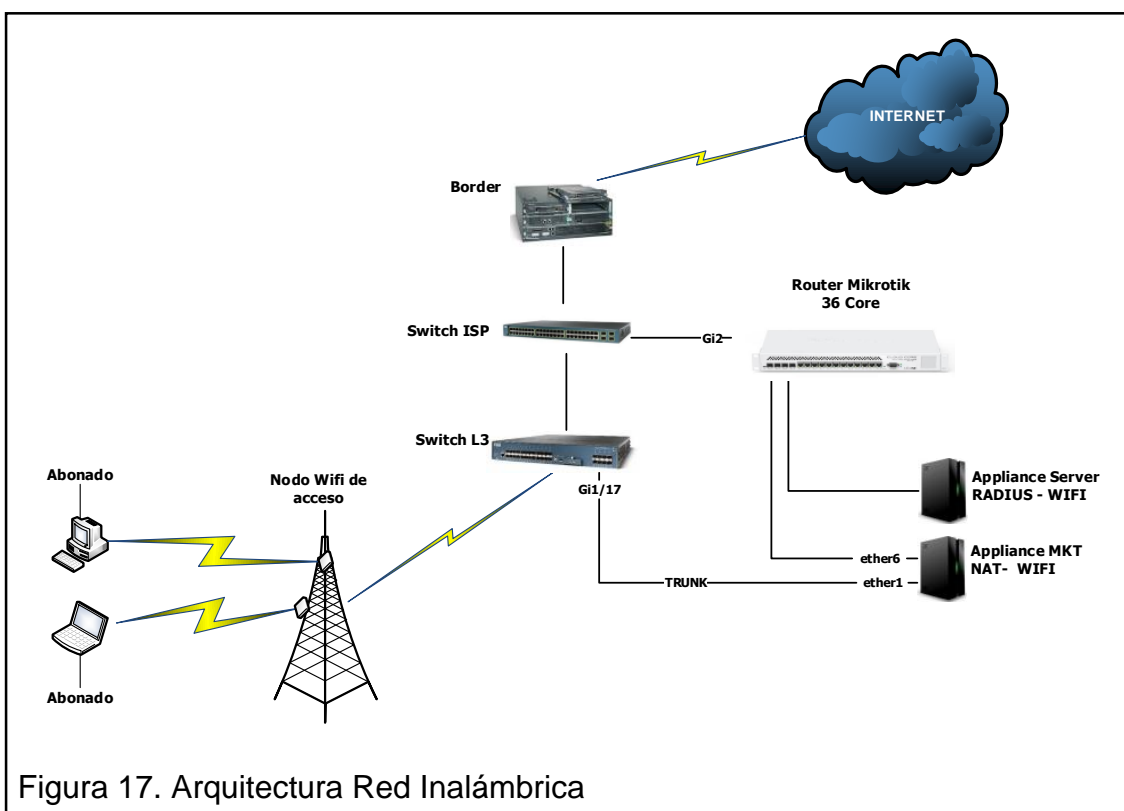 INTERNET
Border
Router Mikrotik
36 Core
Switch ISP
Gi2
Switch L3
Gi1/17
Abonado
Nodo Wifi de
acceso
Appliance Server
RADIUS - WIFI
ether6
Appliance MKT
NAT- WIFI
TRUNK
ether1
Abonado
Figura 17. Arquitectura Red Inalámbrica